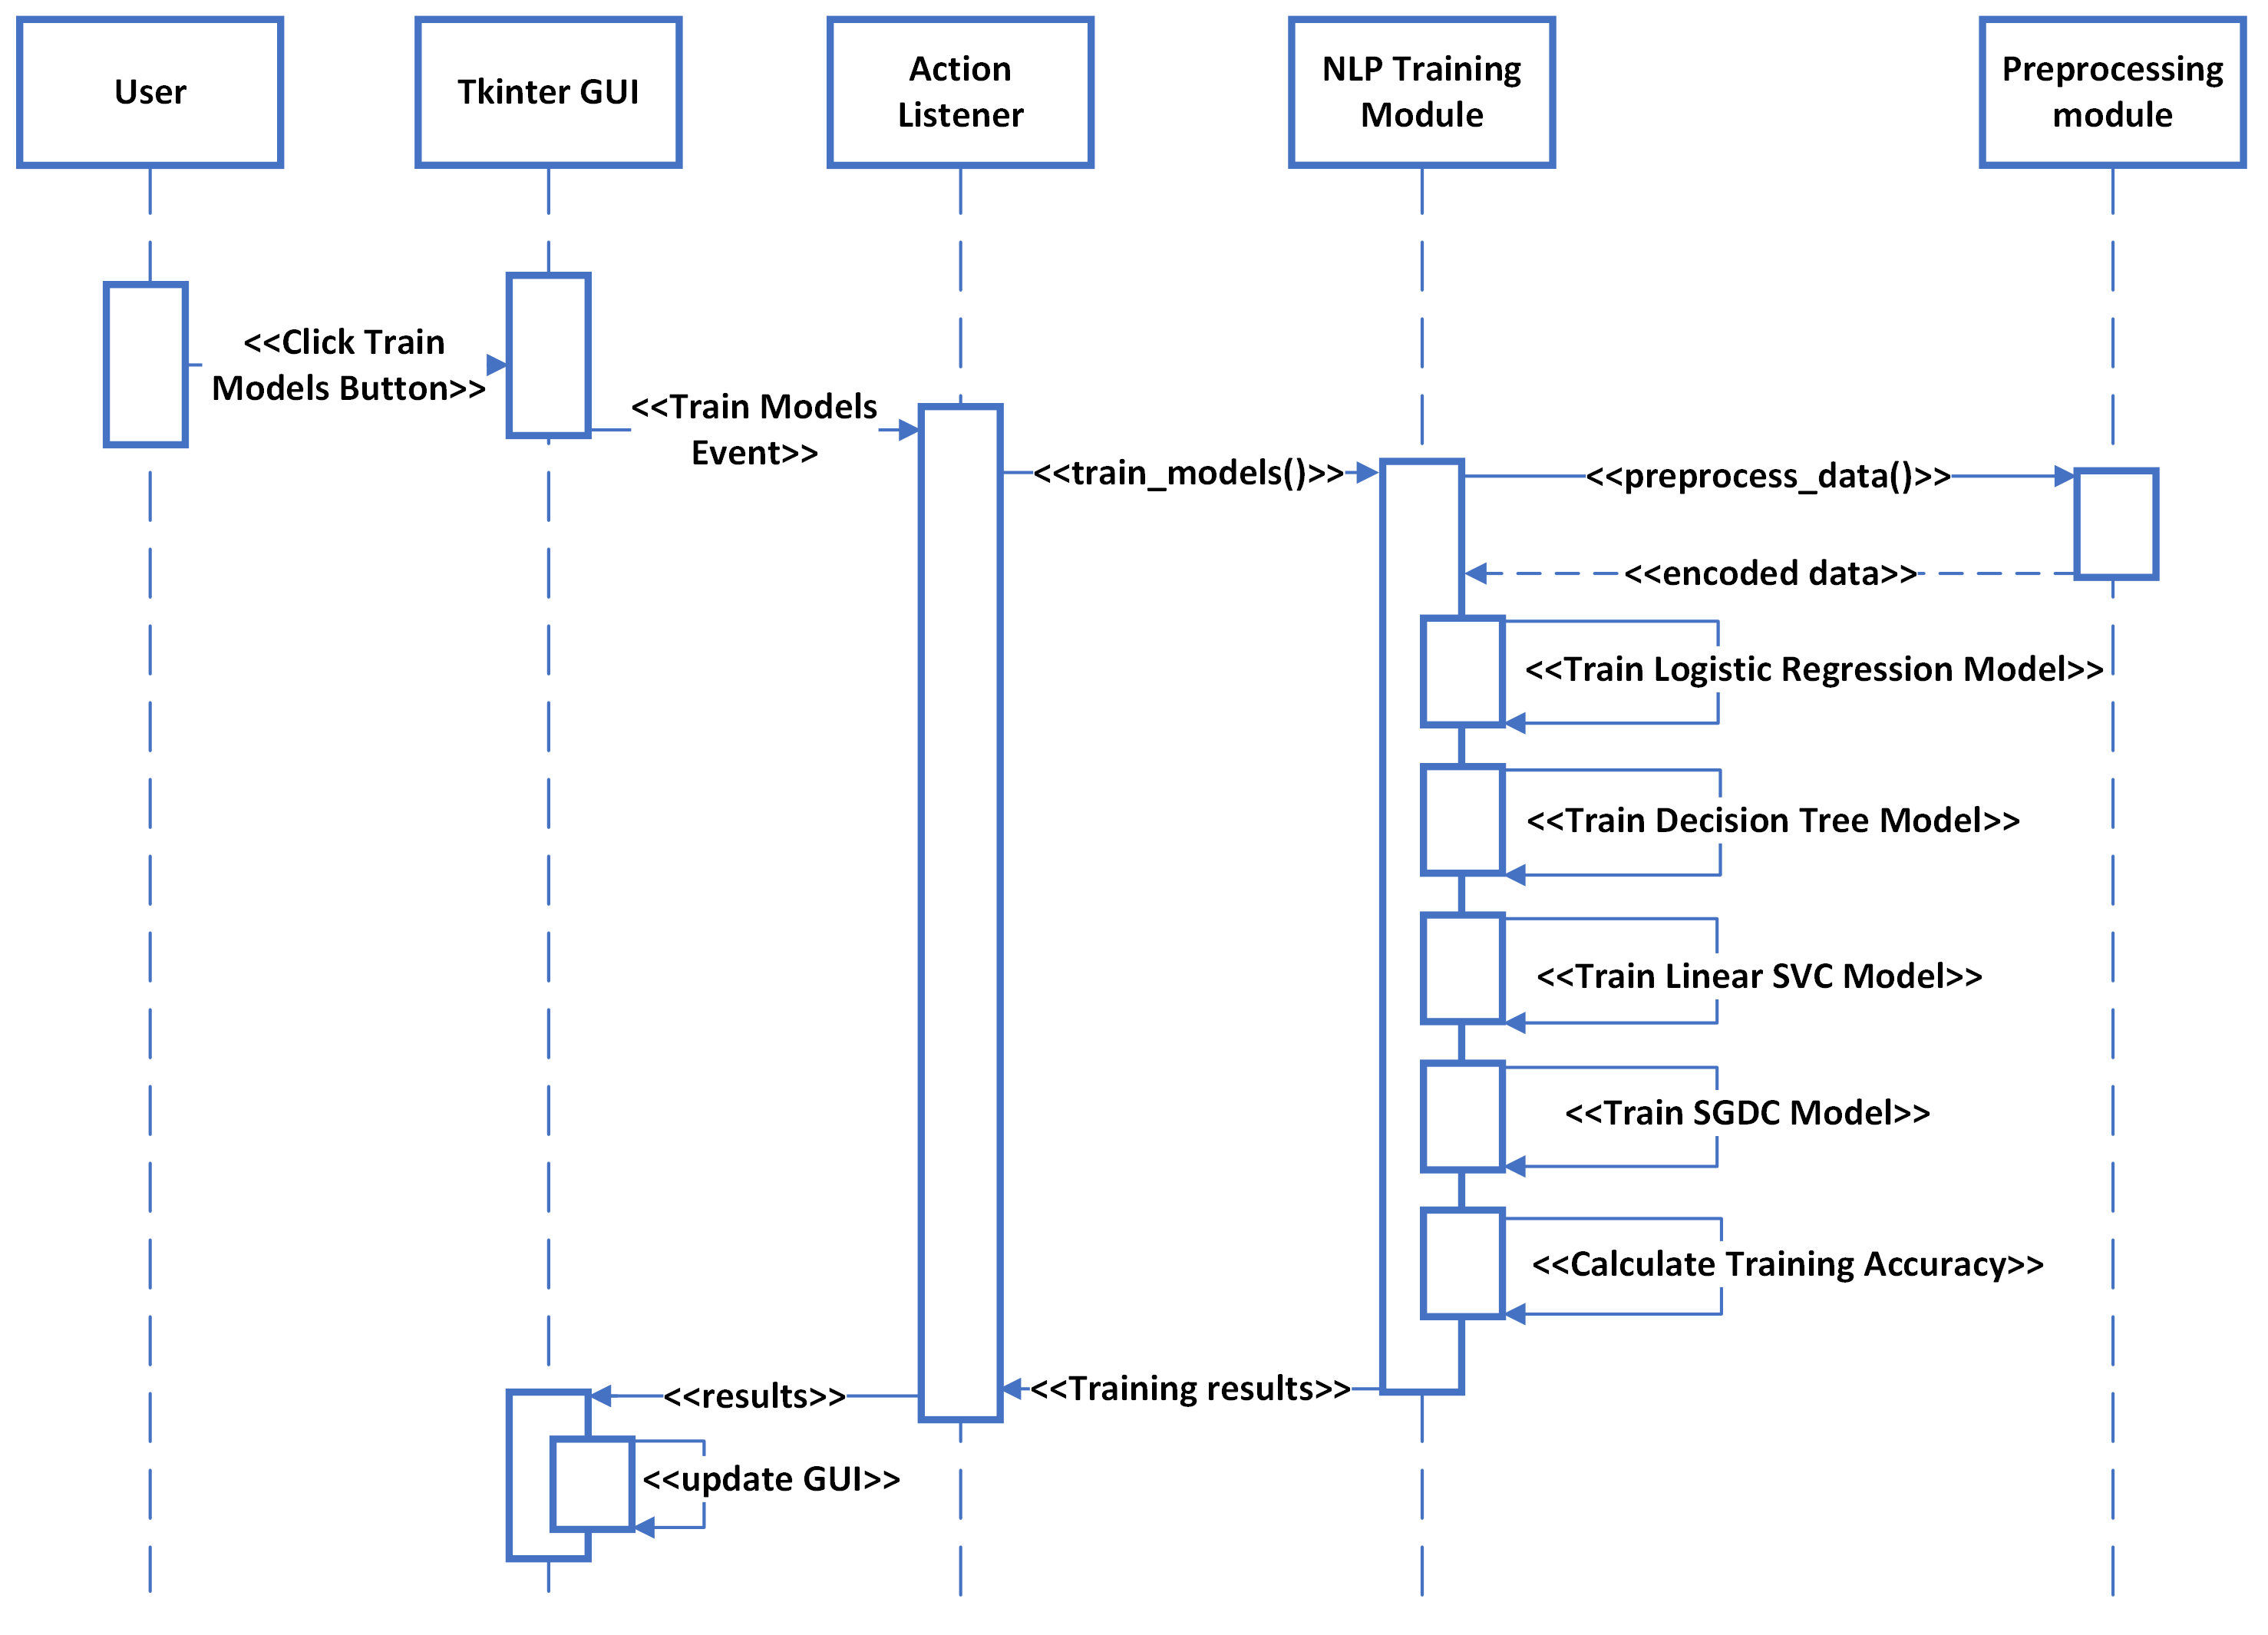 User
Tkinter GUI
Action
Listener
NLP Training
Module
Preprocessing
module
<<Click Train
Models Button>>
<<Train Models
Event>>
<<train_models()>>
<<preprocess_data()>>
<<encoded data>>
<<Train Logistic Regression Model>>
<<Train Decision Tree Model>>
<<Train Linear SVC Model>>
<<Train SGDC Model>>
<<Calculate Training Accuracy>>
<<Training results>>
<<results>>
<<update GUI>>